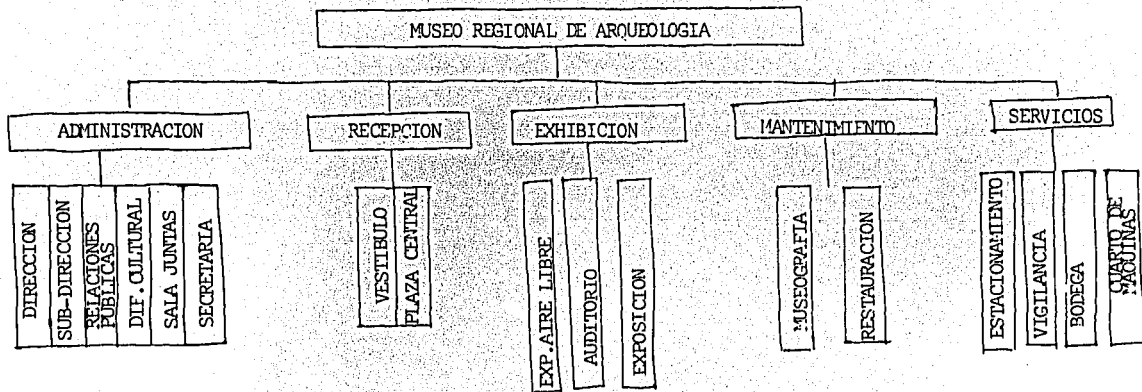 MUSEO REGIONAL DE ARQUEOLOGIA
ADMINISTRACION
RECEPCION
EXHIBICION
MANTENIMIENTO
SERVICIOS
DIRECCION
SUB-DIRECCION
RELACIONES
PUBLICAS
DIF.CULTURAL
SALA JUNTAS
SECRETARIA
VESTIBULO
PLAZA CENTRAL
EXP.AIRE LIBRE
AUDITORIO
EXPOSICION
MUSEOGRAFIA
RESTAURACION
ESTACIONAMIENTO
VIGILANCIA
BODEGA
CUARTO DE
MAQUINAS